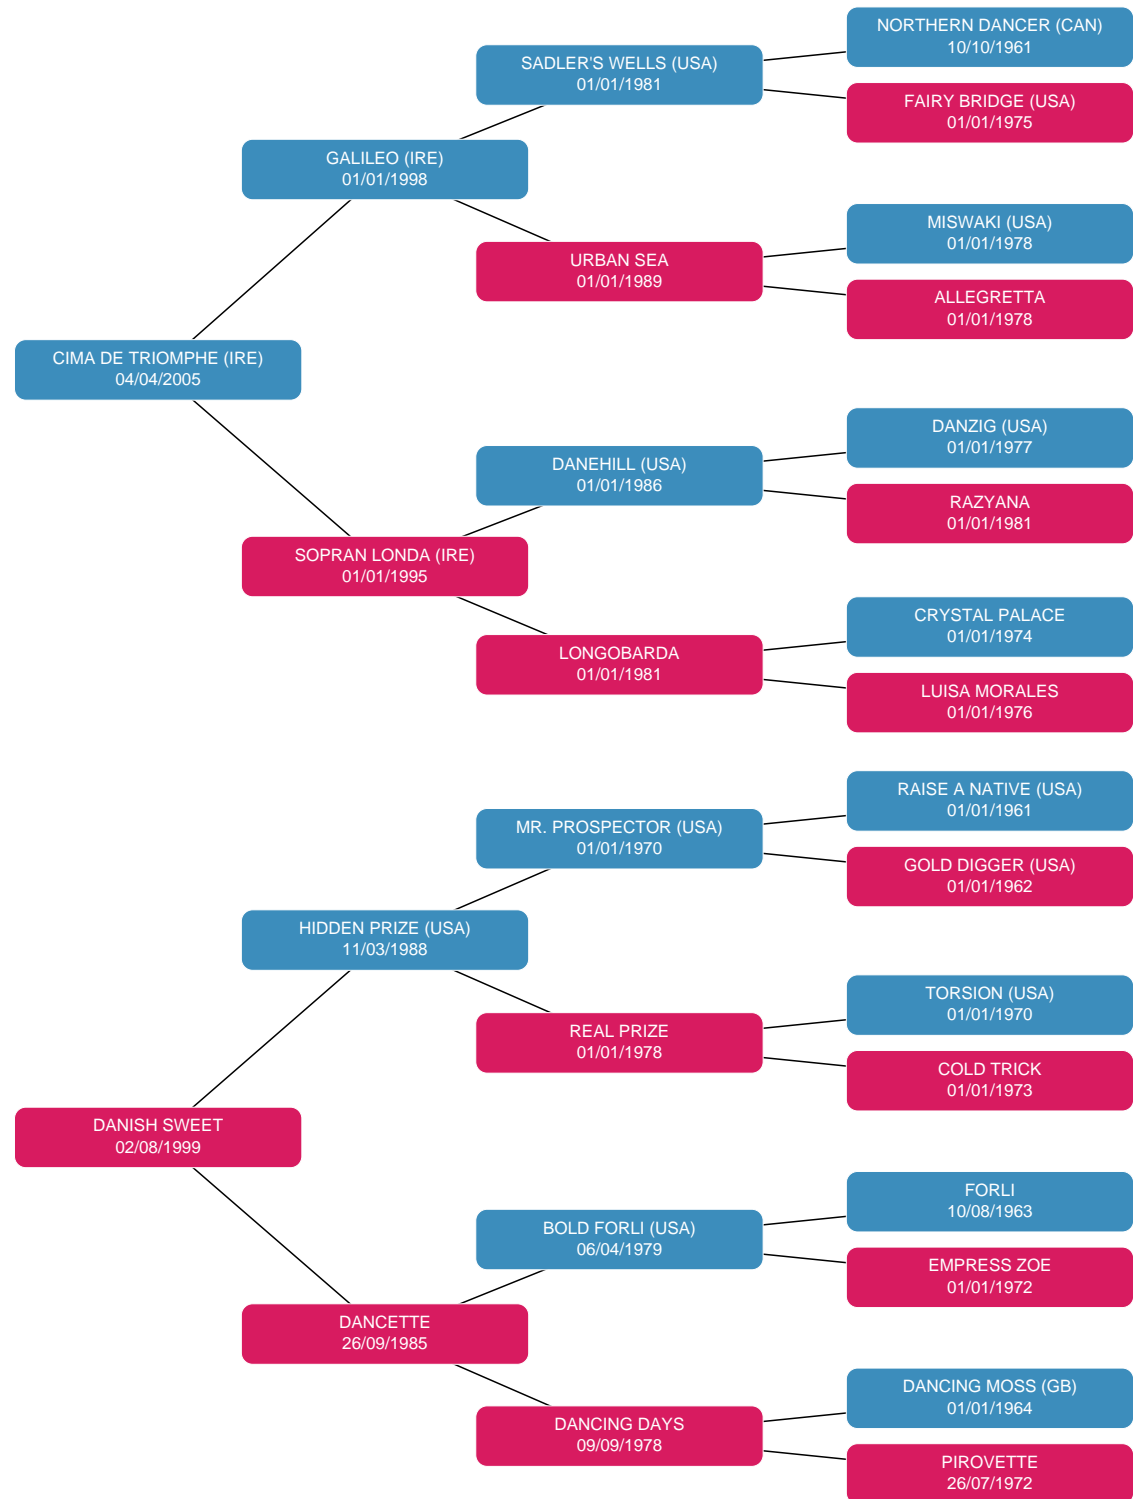 NORTHERN DANCER (CAN)
10/10/1961
SADLER'S WELLS (USA)
01/01/1981
FAIRY BRIDGE (USA)
01/01/1975
GALILEO (IRE)
01/01/1998
MISWAKI (USA)
01/01/1978
URBAN SEA
01/01/1989
ALLEGRETTA
01/01/1978
CIMA DE TRIOMPHE (IRE)
04/04/2005
DANZIG (USA)
01/01/1977
DANEHILL (USA)
01/01/1986
RAZYANA
01/01/1981
SOPRAN LONDA (IRE)
01/01/1995
CRYSTAL PALACE
01/01/1974
LONGOBARDA
01/01/1981
LUISA MORALES
01/01/1976
RAISE A NATIVE (USA)
01/01/1961
MR. PROSPECTOR (USA)
01/01/1970
GOLD DIGGER (USA)
01/01/1962
HIDDEN PRIZE (USA)
11/03/1988
TORSION (USA)
01/01/1970
REAL PRIZE
01/01/1978
COLD TRICK
01/01/1973
DANISH SWEET
02/08/1999
FORLI
10/08/1963
BOLD FORLI (USA)
06/04/1979
EMPRESS ZOE
01/01/1972
DANCETTE
26/09/1985
DANCING MOSS (GB)
01/01/1964
DANCING DAYS
09/09/1978
PIROVETTE
26/07/1972